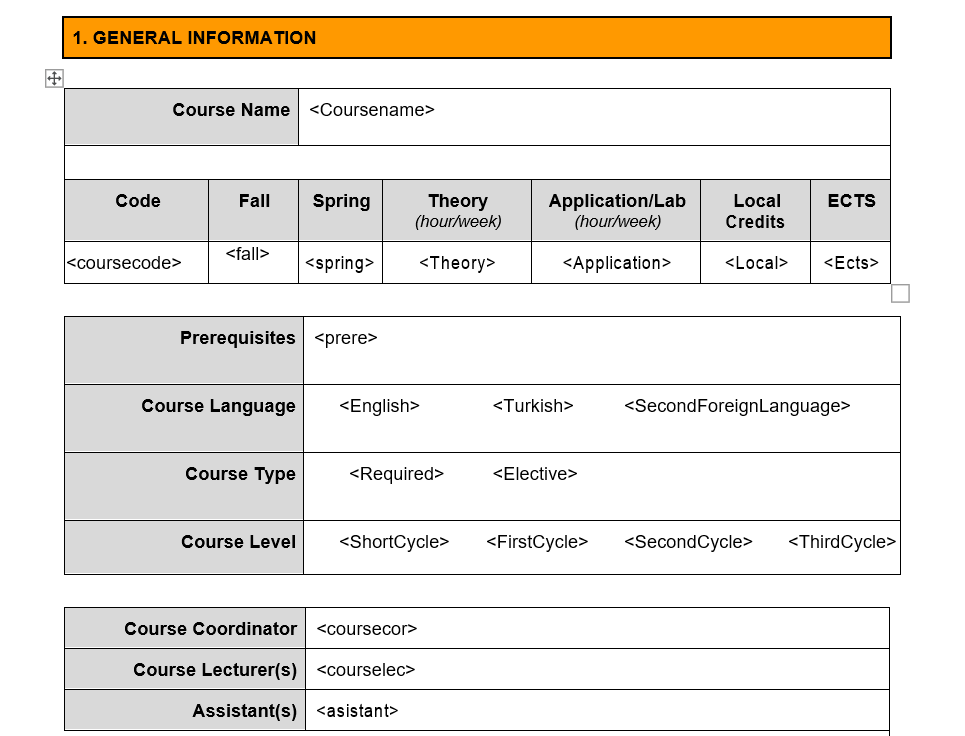 1. GENERAL INFORMATION
Course Name <Coursename>
Code Fall Spring Theory Application/Lab Local ECTS
(hour/week) (hour/week) Credits
<coursecode> <fall> <spring> <Theory> <Application> <Local> <Ects>
Prerequisites <prere>
Course Language <English> <Turkish> <SecondForeignLanguage>
Course Type <Required> <Elective>
Course Level <ShortCycle> <FirstCycle> <SecondCycle> <ThirdCycle>
Course Coordinator <coursecor>
Course Lecturer(s) <courselec>
Assistant(s) <asistant>